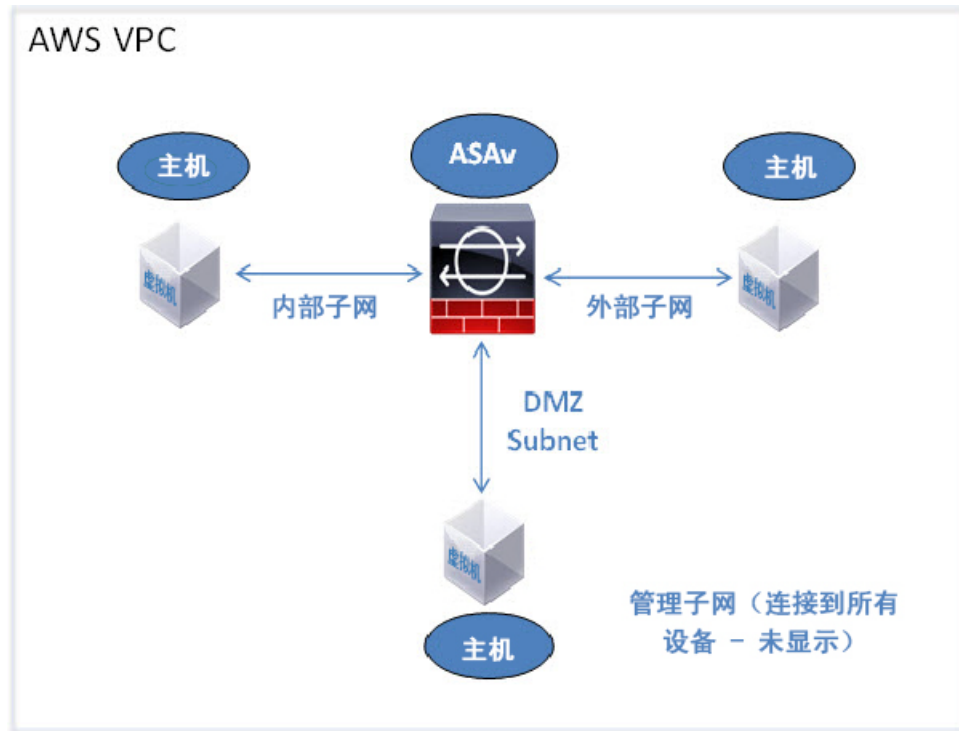 AWS VPC
主机
ASAv
主机
虚拟机
虚拟机
内部子网
外部子网
DMZ
Subnet
虚拟机
主机
管理子网（连接到所有
设备 - 未显示）